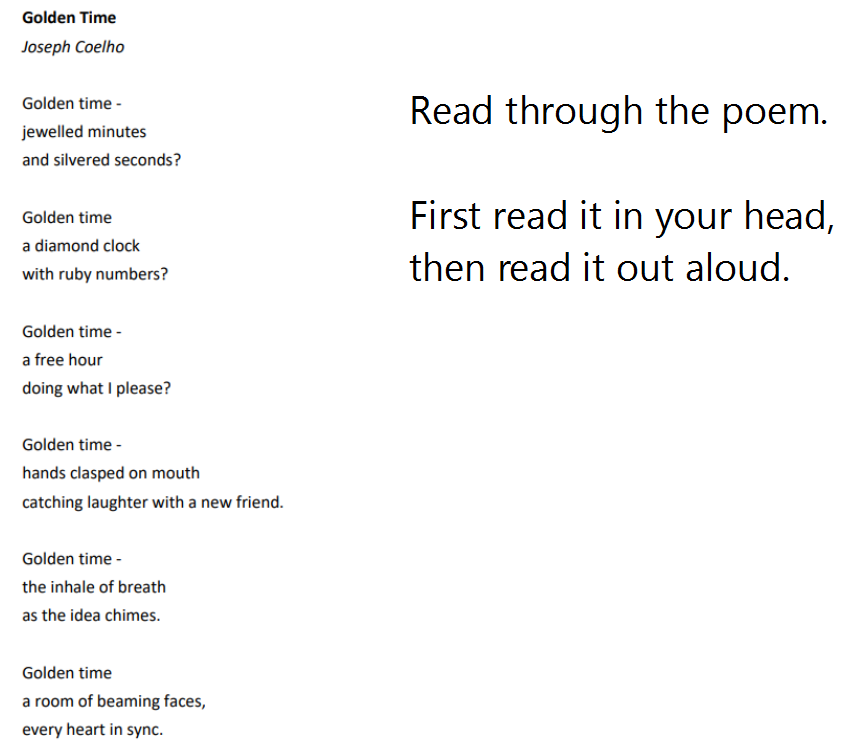 Golden Time
Joseph Coelho
Golden time -
jewelled minutes
and silvered seconds?
Golden time
a diamond clock
with ruby numbers?
Golden time -
a free hour
doing what I please?
Golden time -
hands clasped on mouth
catching laughter with a new friend.
Golden time -
the inhale of breath
as the idea chimes.
Golden time
a room of beaming faces,
every heart in sync.
Read through the poem.
First read it in your head,
then read it out aloud.